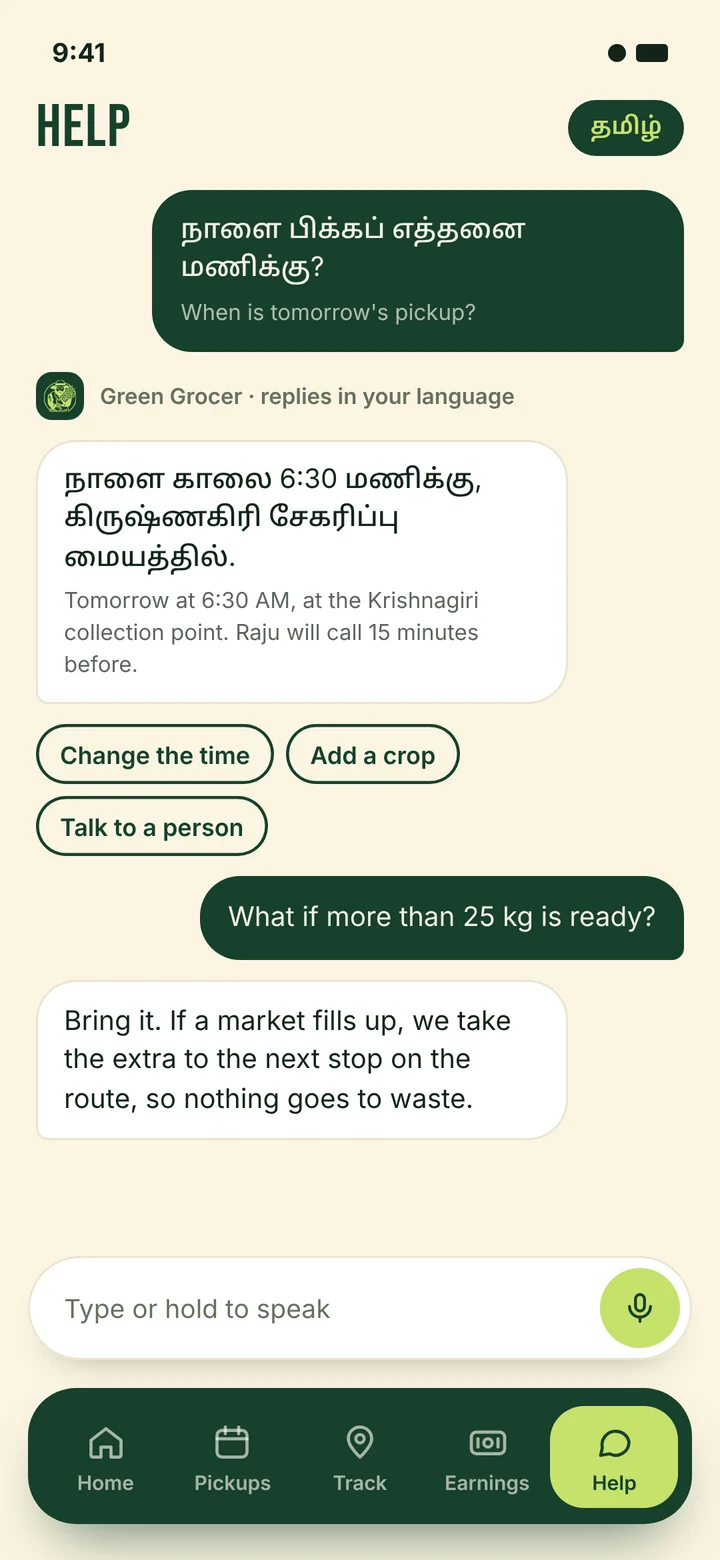 9:41
HELP
தமிழ்
நாளை பிக்கப் எத்தனை
மணிக்கு?
When is tomorrow's pickup?
Green Grocer · replies in your language
நாளை காலை 6:30 மணிக்கு,
கிருஷ்ணகிரி சேகரிப்பு
மையத்தில்.
Tomorrow at 6:30 AM, at the Krishnagiri
collection point. Raju will call 15 minutes
before.
Change the time
Add a crop
Talk to a person
What if more than 25 kg is ready?
Bring it. If a market fills up, we take
the extra to the next stop on the
route, so nothing goes to waste.
Type or hold to speak
Home
Pickups
Track
Earnings
Help